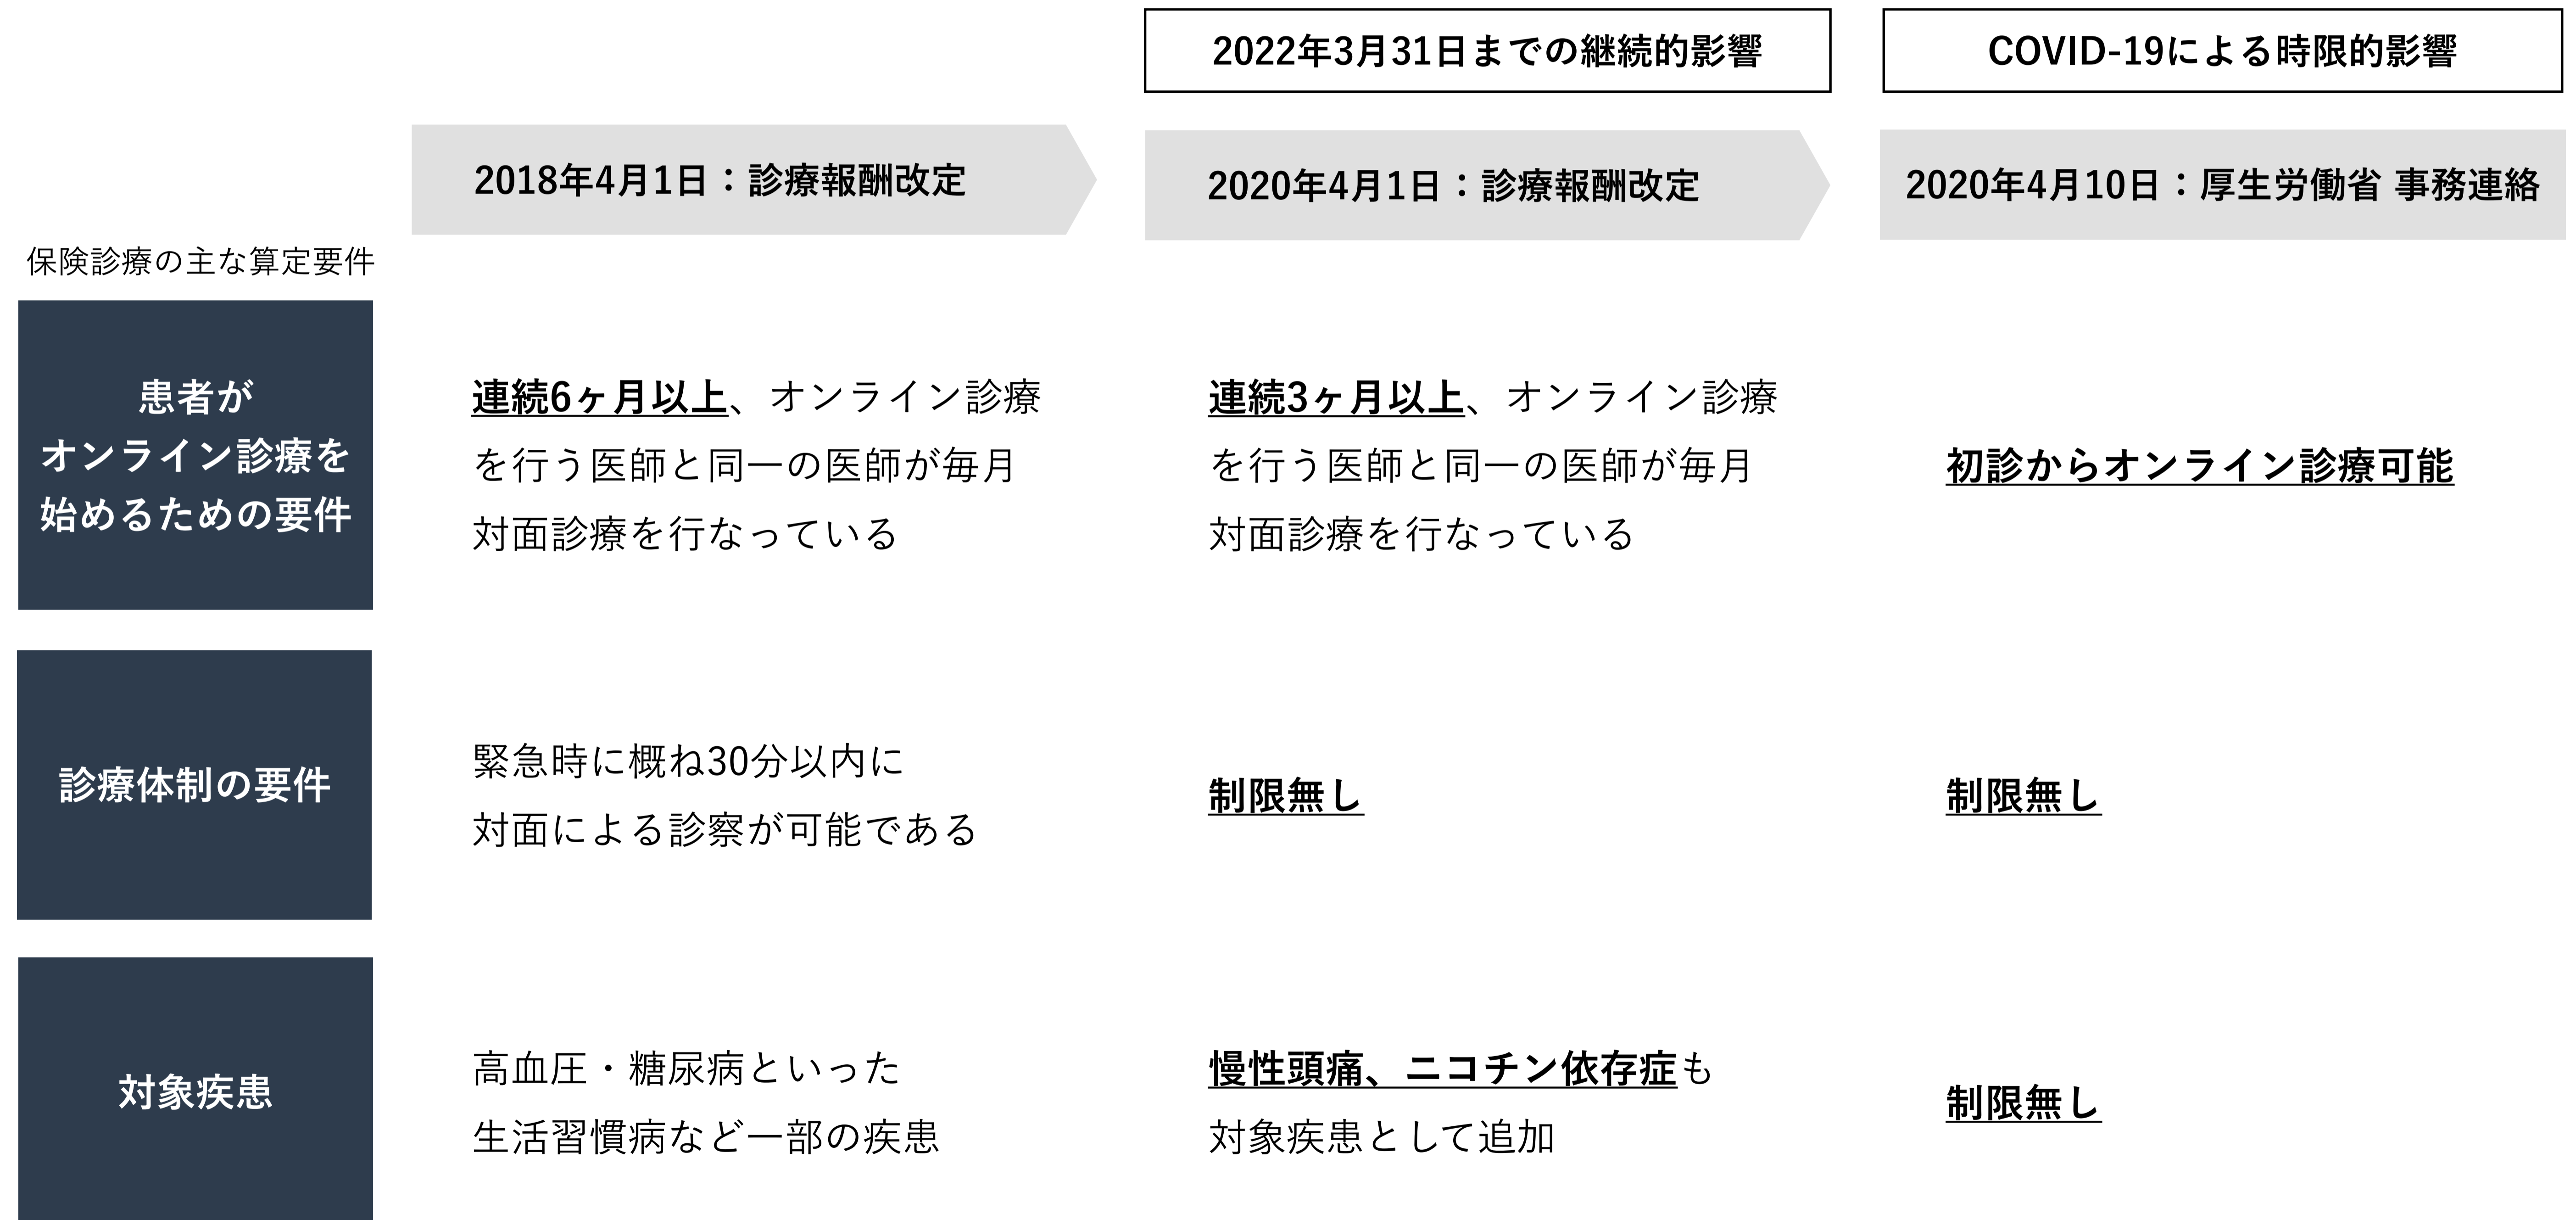 2022年3月31日までの継続的影響
COVID-19による時限的影響
2018年4月1日：診療報酬改定
2020年4月1日：診療報酬改定
2020年4月10日：厚生労働省 事務連絡
保険診療の主な算定要件
患者が
オンライン診療を
始めるための要件
連続6ヶ月以上、オンライン診療
を行う医師と同一の医師が毎月
対面診療を行なっている
連続3ヶ月以上、オンライン診療
を行う医師と同一の医師が毎月
対面診療を行なっている
初診からオンライン診療可能
診療体制の要件
緊急時に概ね30分以内に
対面による診察が可能である
制限無し
制限無し
対象疾患
高血圧・糖尿病といった
生活習慣病など一部の疾患
慢性頭痛、ニコチン依存症も
対象疾患として追加
制限無し